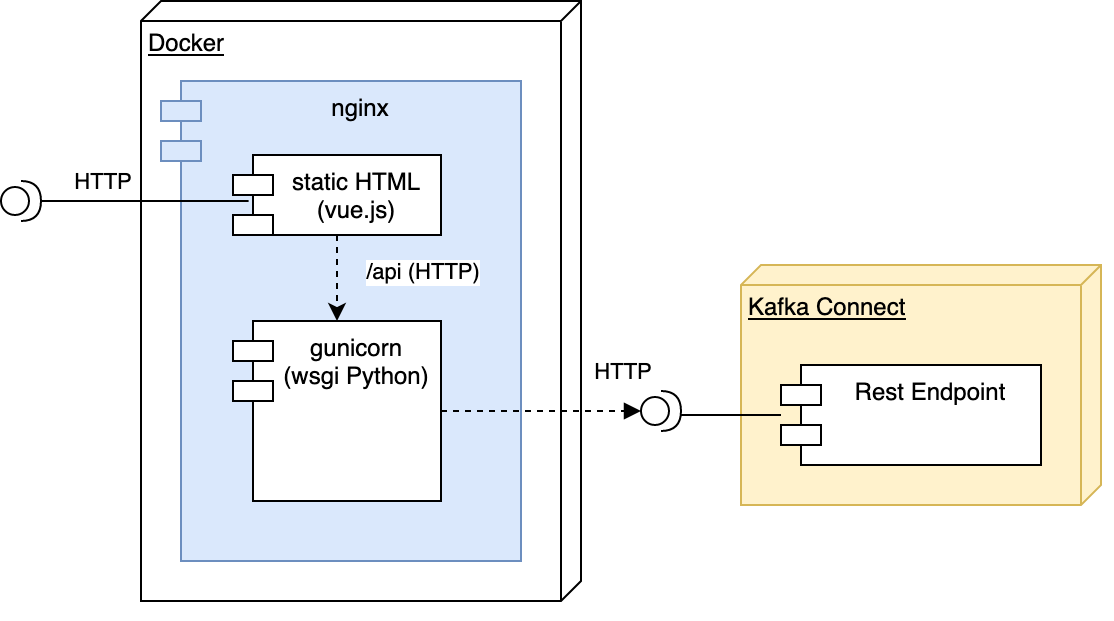 Docker
nginx
HTTP
static HTML
(vue.js)
/api (HTTP)
Kafka Connect
gunicorn
(wsgi Python)
HTTP
Rest Endpoint